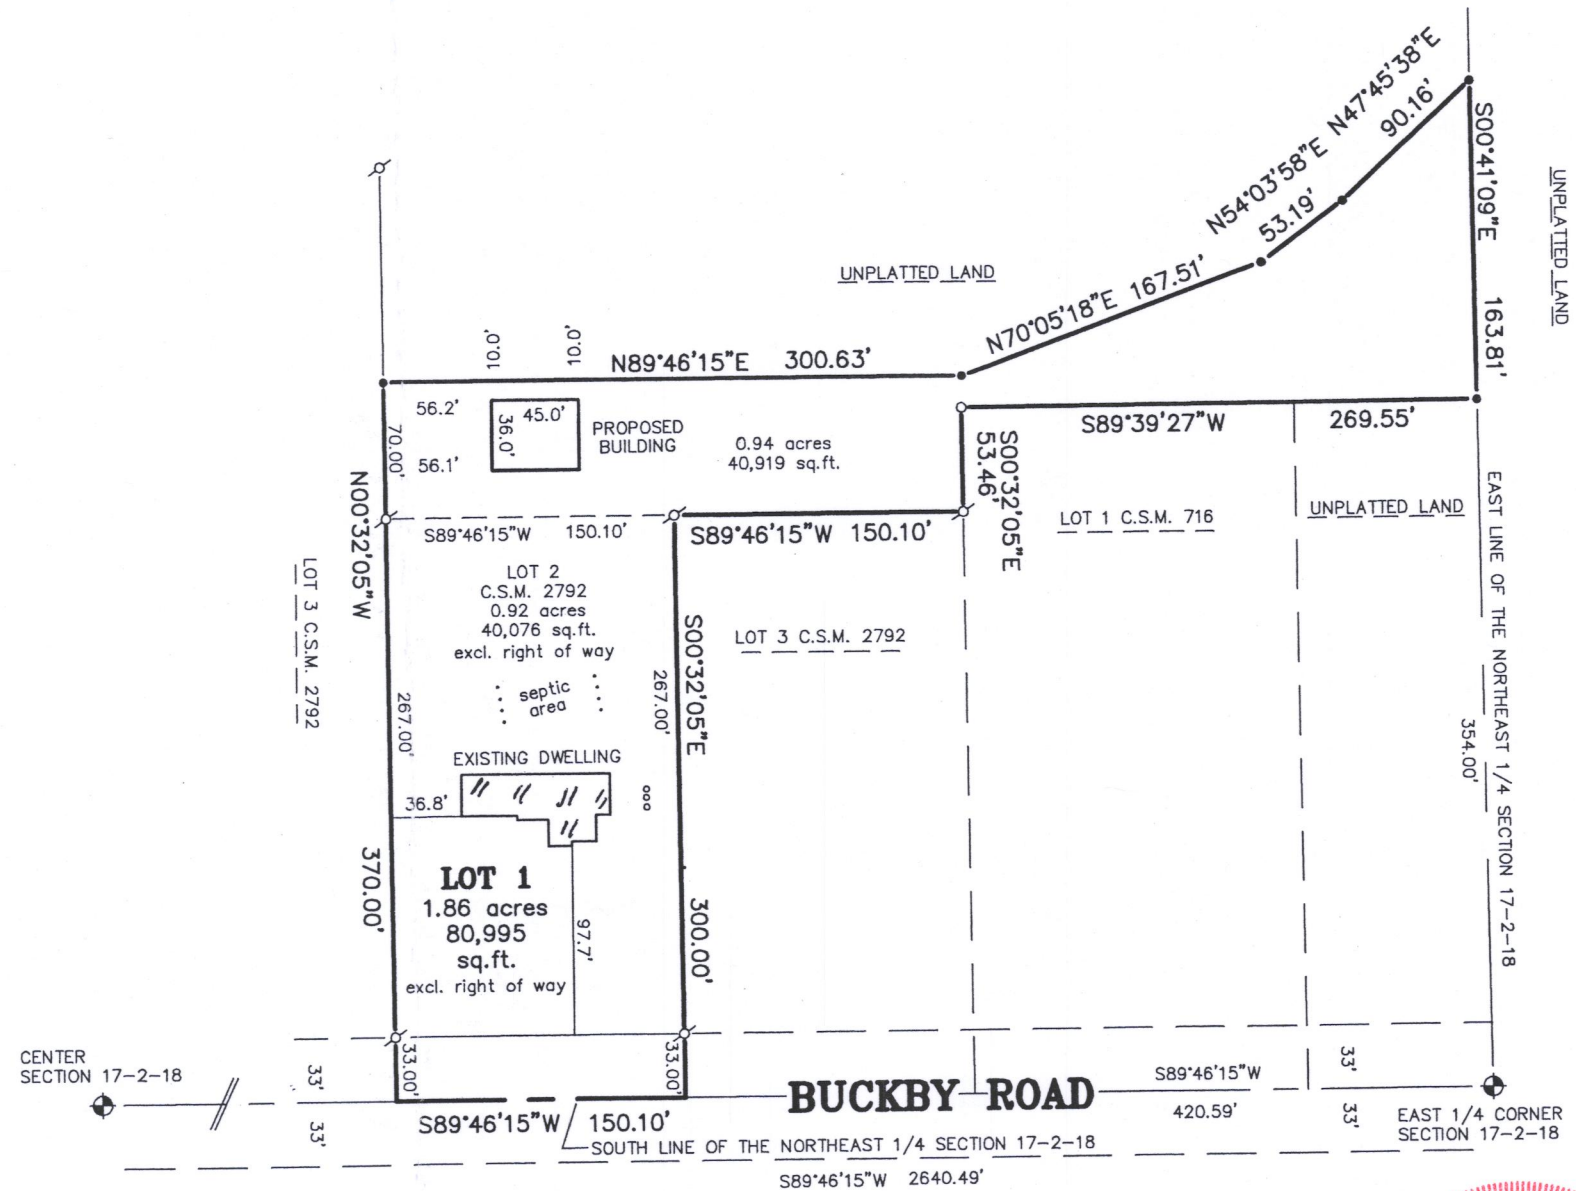 N47°45'38"E
90.16'
N54°03'58"E
53.19'
S00°41'09"E 163.81'
UNPLATTED LAND
UNPLATTED LAND
N70°05'18"E 167.51'
10.0'
10.0'
N89°46'15"E 300.63'
56.2'
45.0'
36.0'
PROPOSED
BUILDING
70.00'
56.1'
0.94 acres
40,919 sq.ft.
S89°39'27"W 269.55'
S00°32'05"E
53.46'
N00°32'05"W 370.00'
S89°46'15"W 150.10'
S89°46'15"W 150.10'
LOT 1 C.S.M. 716
UNPLATTED LAND
EAST LINE OF THE NORTHEAST 1/4 SECTION 17-2-18
354.00'
LOT 3 C.S.M. 2792
LOT 2
C.S.M. 2792
0.92 acres
40,076 sq.ft.
excl. right of way
septic
area
267.00'
267.00'
S00°32'05"E 300.00'
LOT 3 C.S.M. 2792
EXISTING DWELLING
36.8'
LOT 1
1.86 acres
80,995
sq.ft.
excl. right of way
97.7'
CENTER
SECTION 17-2-18
33'
33'
33.00'
33.00'
S89°46'15"W 150.10'
BUCKBY ROAD
S89°46'15"W
420.59'
33'
33'
EAST 1/4 CORNER
SECTION 17-2-18
SOUTH LINE OF THE NORTHEAST 1/4 SECTION 17-2-18
S89°46'15"W 2640.49'